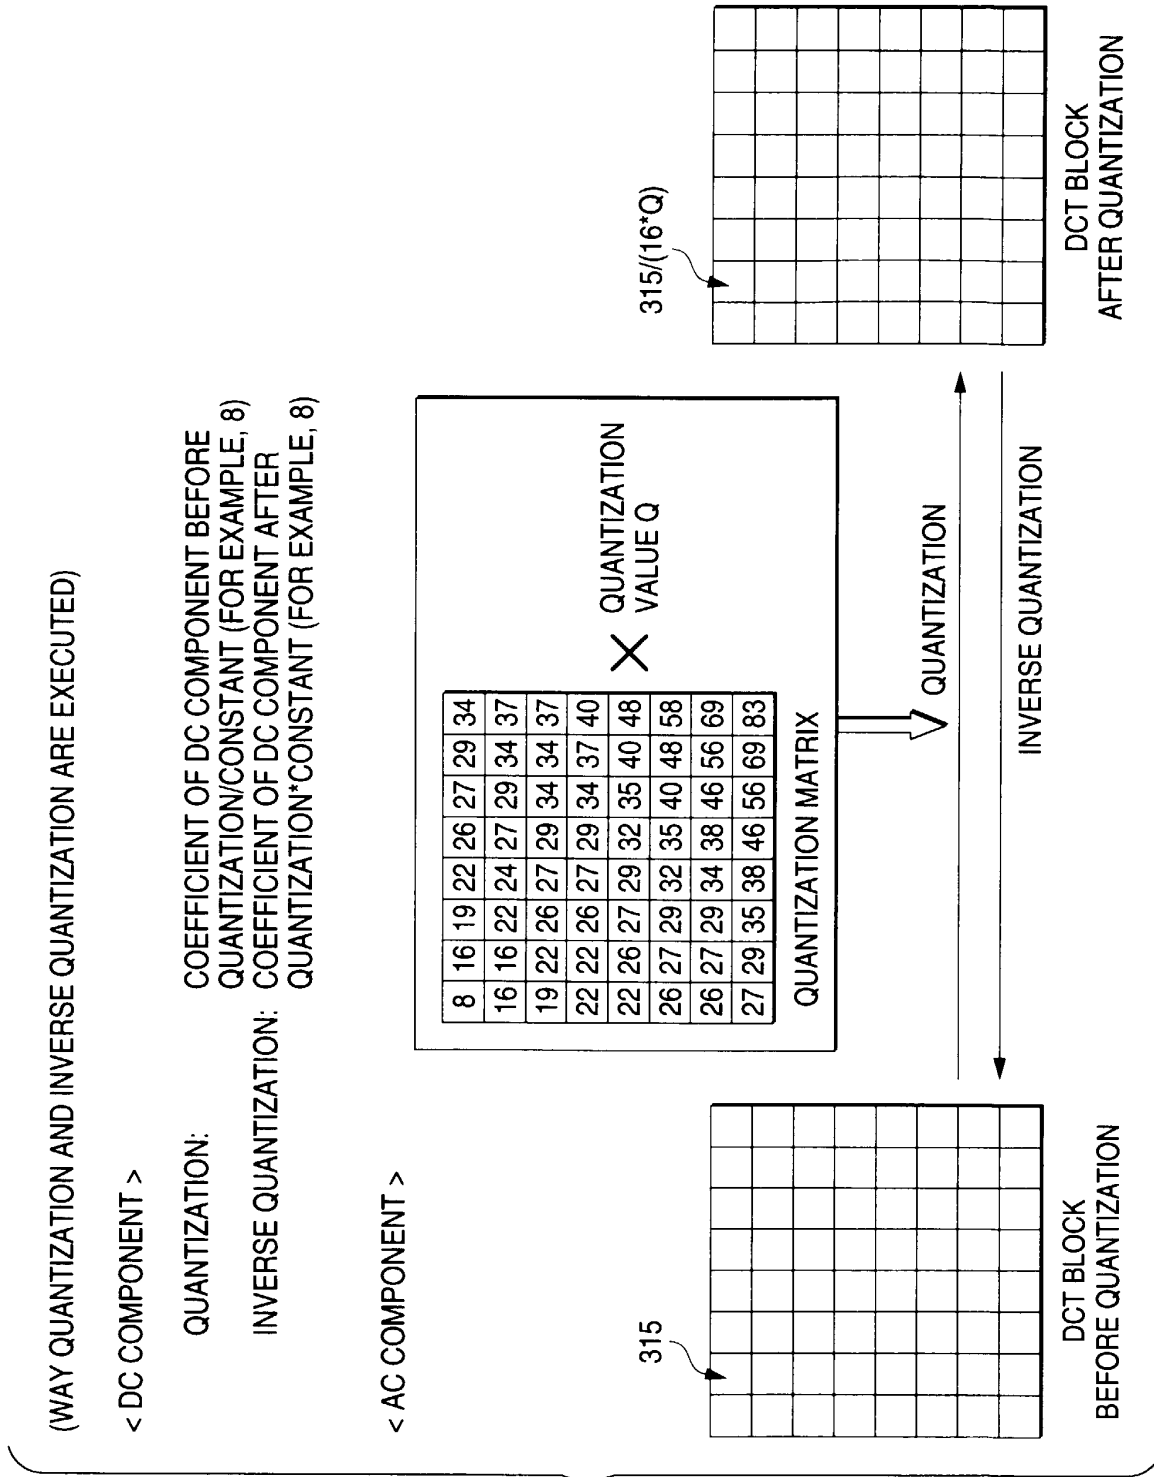 (WAY QUANTIZATION AND INVERSE QUANTIZATION ARE EXECUTED)
< DC COMPONENT >
QUANTIZATION: COEFFICIENT OF DC COMPONENT BEFORE
QUANTIZATION/CONSTANT (FOR EXAMPLE, 8)
INVERSE QUANTIZATION: COEFFICIENT OF DC COMPONENT AFTER
QUANTIZATION*CONSTANT (FOR EXAMPLE, 8)
< AC COMPONENT >
8 16 19 22 26 27 29 34
16 16 22 24 27 29 34 37
19 22 26 27 29 34 34 37
22 22 26 27 29 34 37 40
22 26 27 29 32 35 40 48
26 27 29 32 35 40 48 58
26 27 29 34 38 46 56 69
27 29 35 38 46 56 69 83
QUANTIZATION MATRIX
× QUANTIZATION
VALUE Q
315
DCT BLOCK
BEFORE QUANTIZATION
QUANTIZATION
INVERSE QUANTIZATION
315/(16*Q)
DCT BLOCK
AFTER QUANTIZATION